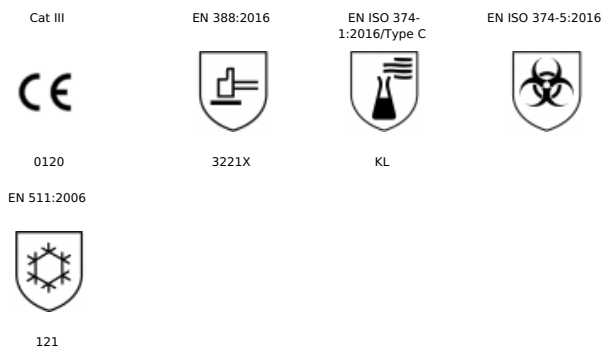 Cat III
EN 388:2016
EN ISO 374-
1:2016/Type C
EN ISO 374-5:2016
CE
0120
3221X
KL
EN 511:2006
121